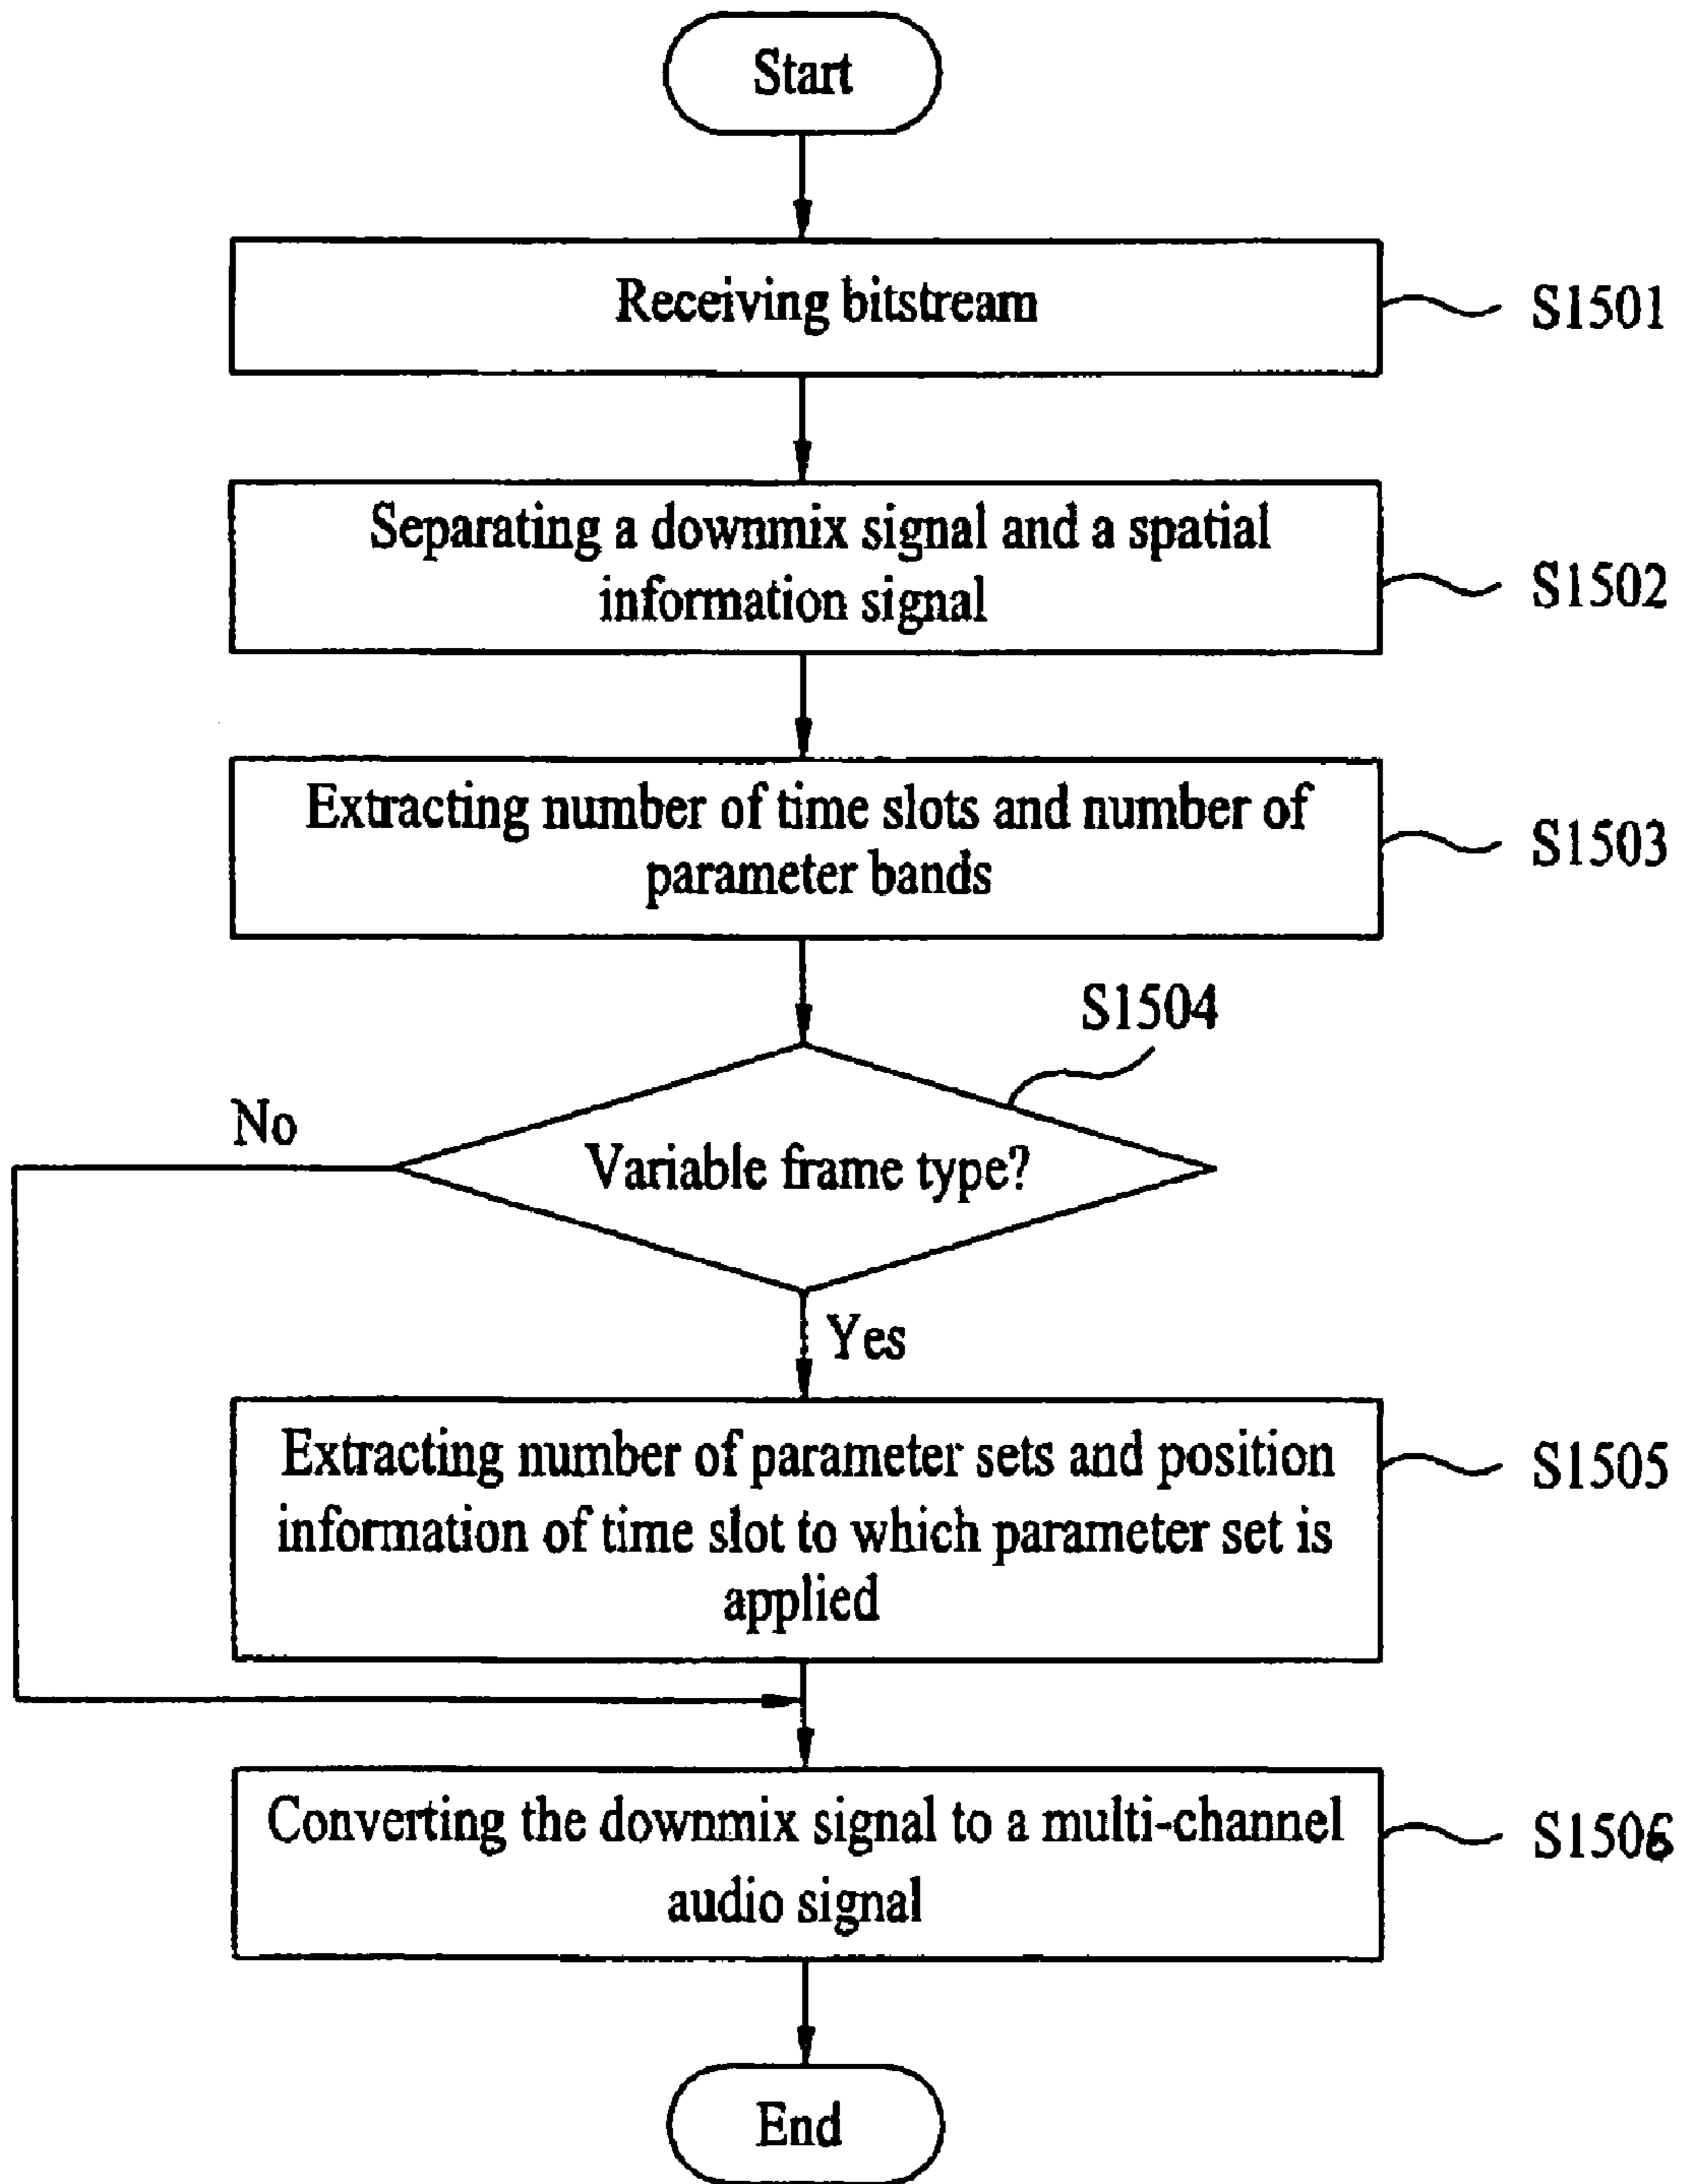 Start
Receiving bitstream
S1501
Separating a downmix signal and a spatial
information signal
S1502
Extracting number of time slots and number of
parameter bands
S1503
S1504
No
Variable frame type?
Yes
Extracting number of parameter sets and position
information of time slot to which parameter set is
applied
S1505
Converting the downmix signal to a multi-channel
audio signal
S1506
End